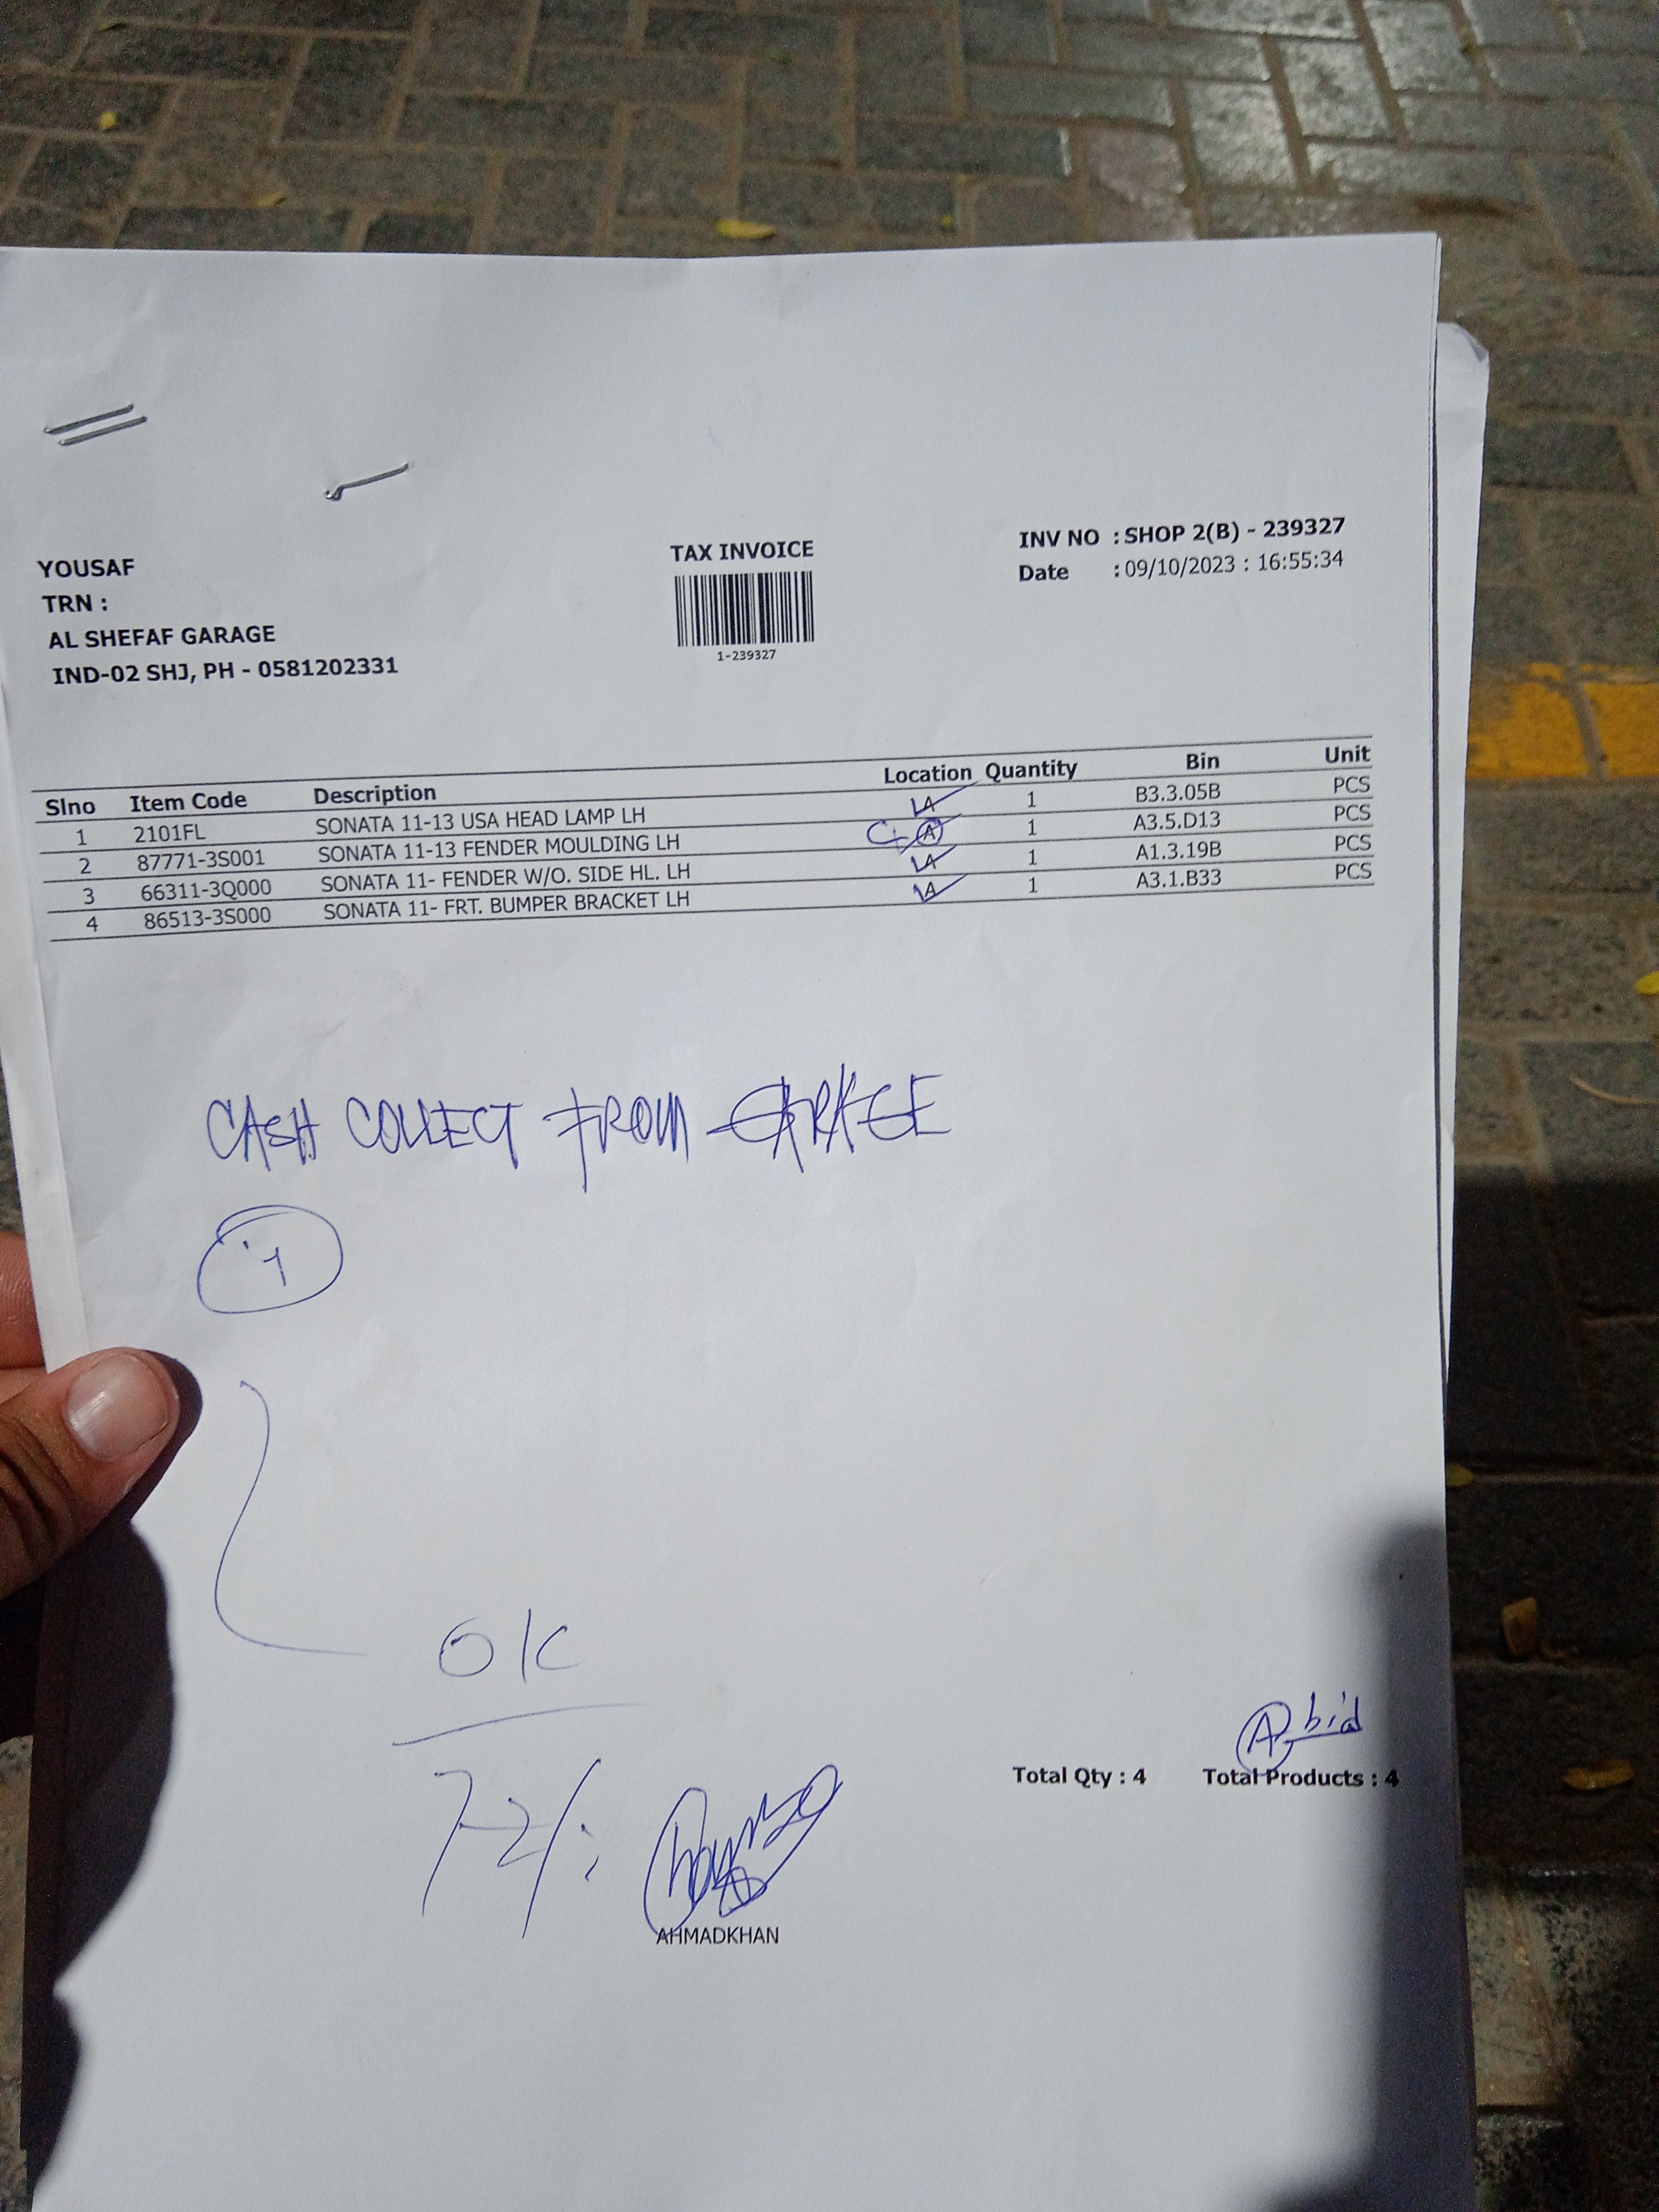 YOUSAF
TRN :
AL SHEFAF GARAGE
IND-02 SHJ, PH - 0581202331
TAX INVOICE
1-239327
INV NO : SHOP 2(B) - 239327
Date : 09/10/2023 : 16:55:34
Slno Item Code Description Location Quantity Bin Unit
1 2101FL SONATA 11-13 USA HEAD LAMP LH 1A 1 B3.3.05B PCS
2 87771-3S001 SONATA 11-13 FENDER MOULDING LH A 1 A3.5.D13 PCS
3 66311-3Q000 SONATA 11- FENDER W/O. SIDE HL. LH 1A 1 A1.3.19B PCS
4 86513-3S000 SONATA 11- FRT. BUMPER BRACKET LH 1A 1 A3.1.B33 PCS
CASH COLLECT FROM GARAGE
OK
Abid
Total Qty : 4 Total Products : 4
AHMADKHAN